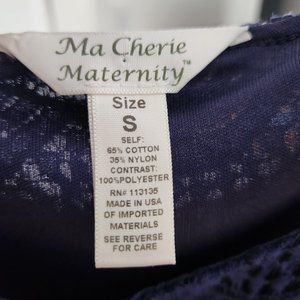 Ma Cherie
Maternity™
Size
S
SELF:
65% COTTON
35% NYLON
CONTRAST:
100%POLYESTER
RN# 113135
MADE IN USA
OF IMPORTED
MATERIALS
SEE REVERSE
FOR CARE